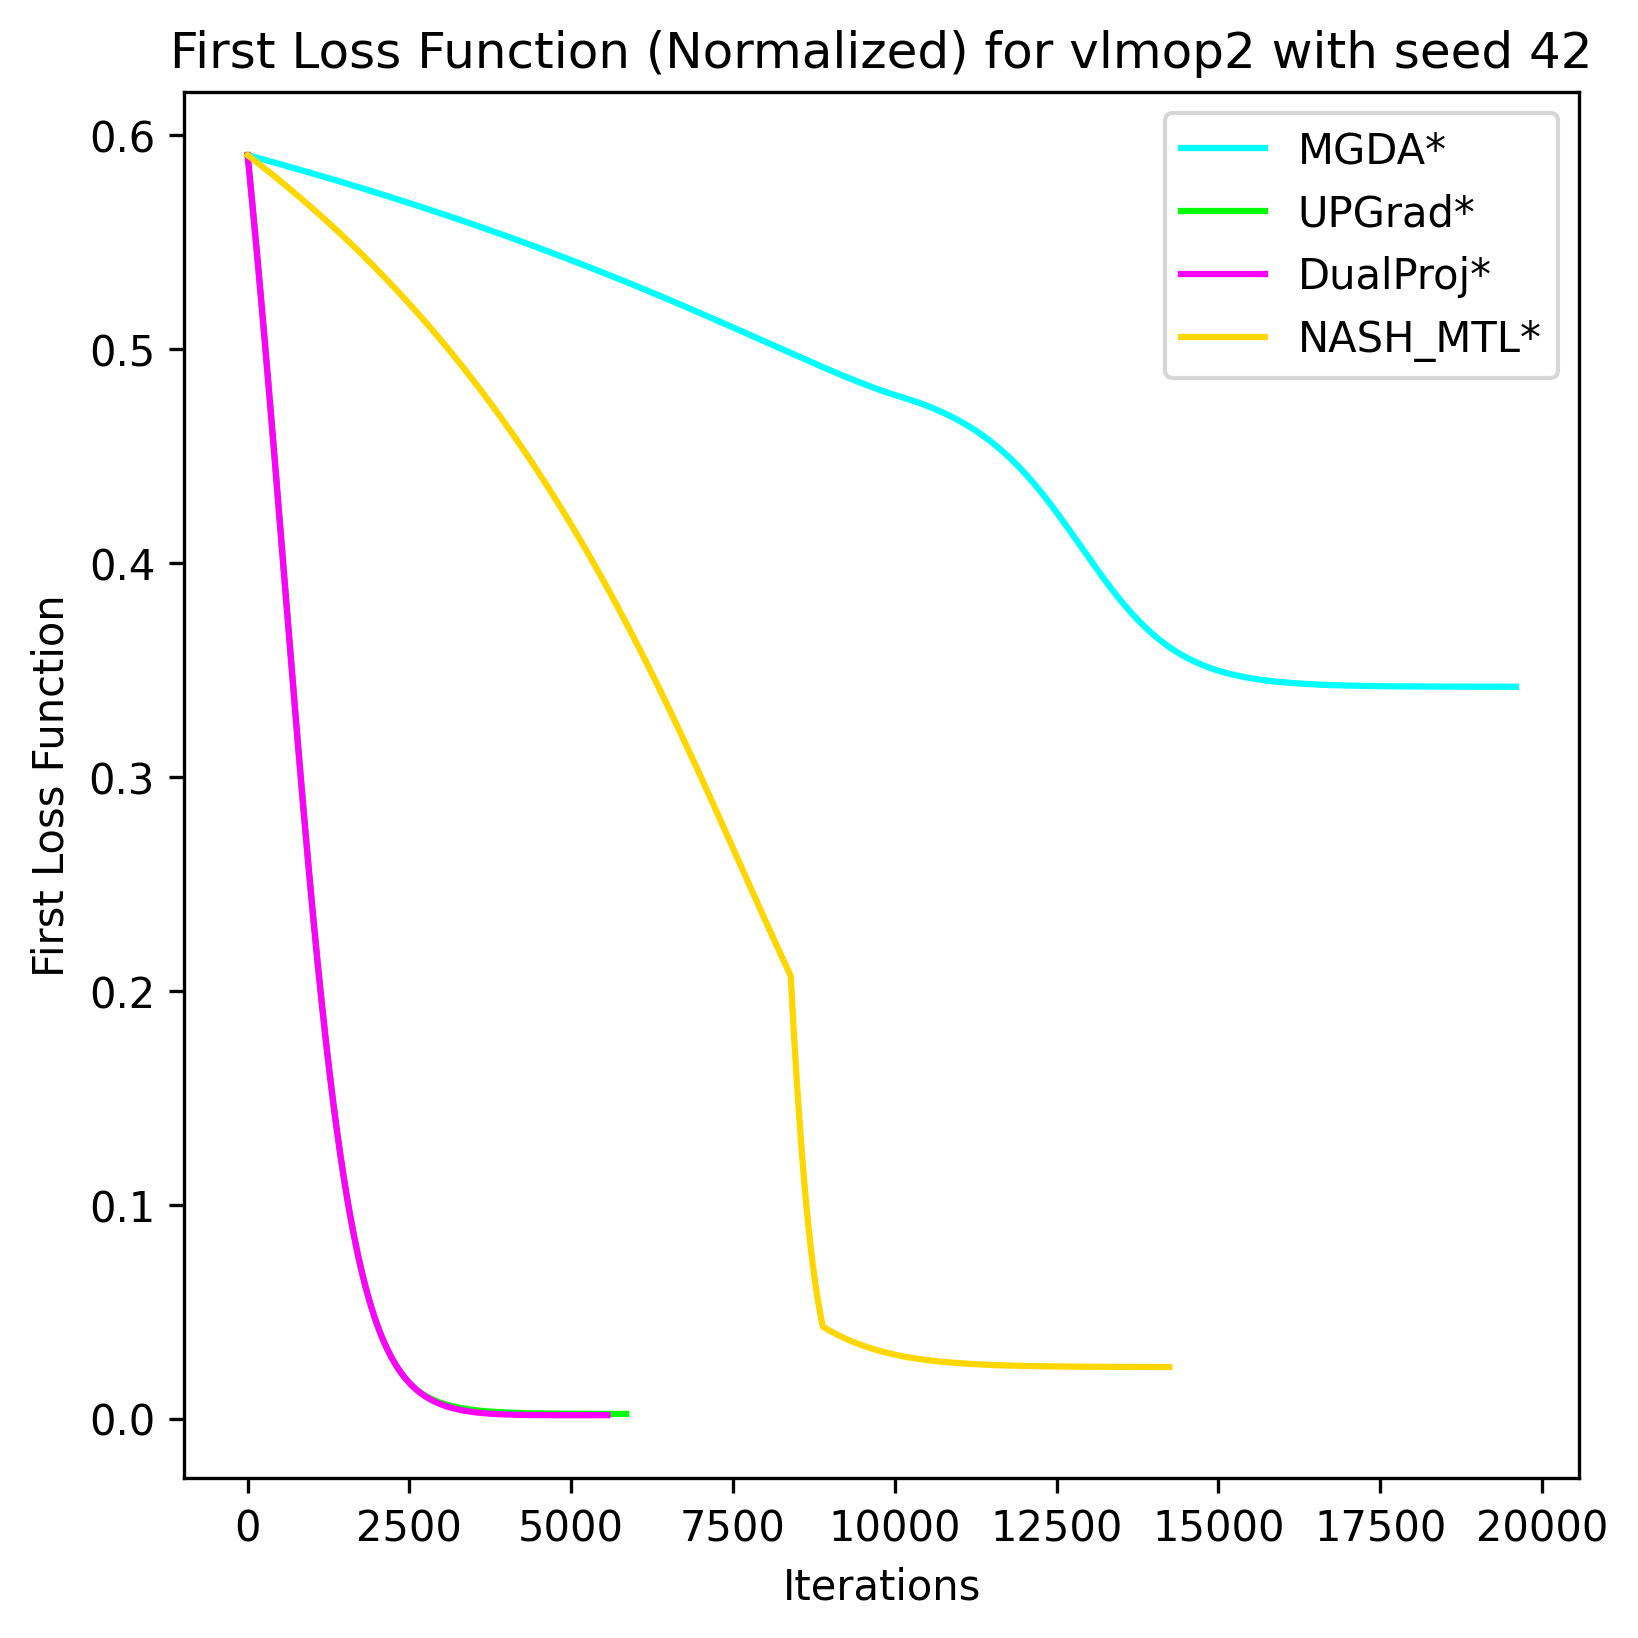 First Loss Function (Normalized) for vlmop2 with seed 42
MGDA*
UPGrad*
DualProj*
NASH_MTL*
First Loss Function
0.6
0.5
0.4
0.3
0.2
0.1
0.0
0 2500 5000 7500 10000 12500 15000 17500 20000
Iterations